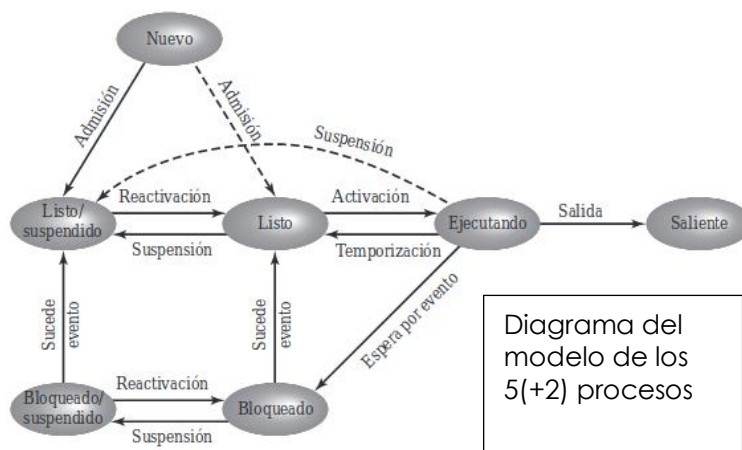 Nuevo
Admisión
Admisión
Suspensión
Listo/
suspendido
Reactivación
Suspensión
Listo
Activación
Temporización
Ejecutando
Salida
Saliente
Sucede
evento
Sucede
evento
Espera por evento
Bloqueado/
suspendido
Reactivación
Suspensión
Bloqueado
Diagrama del
modelo de los
5(+2) procesos